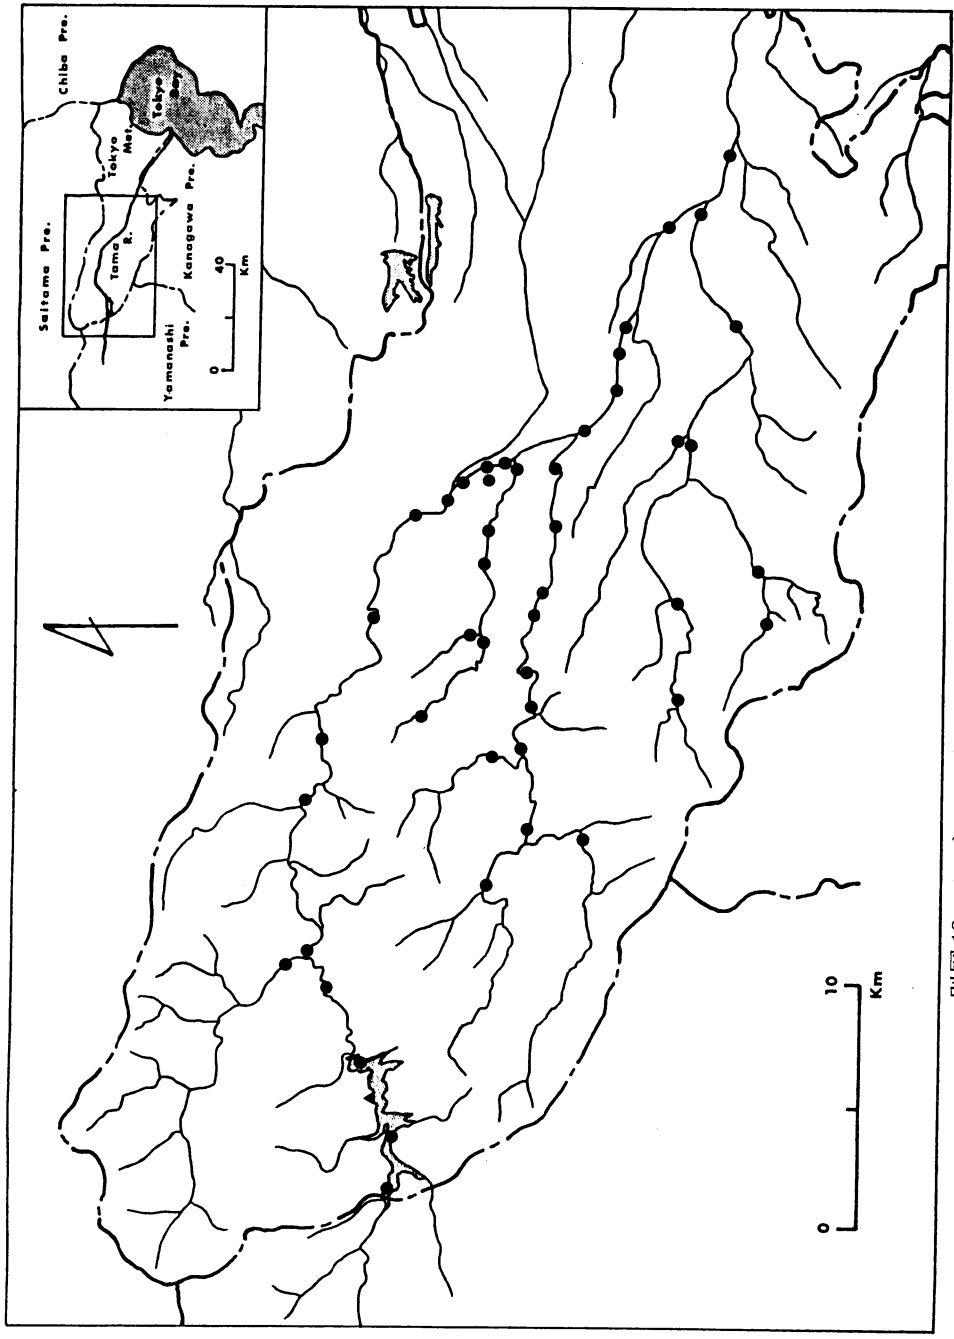 Saitama Pre.
Chiba Pre.
Tokyo
Met.
Tokyo
Bay
Tama
R.
Kanagawa Pre.
Yamanashi
Pre.
0
40
Km
0
10
Km